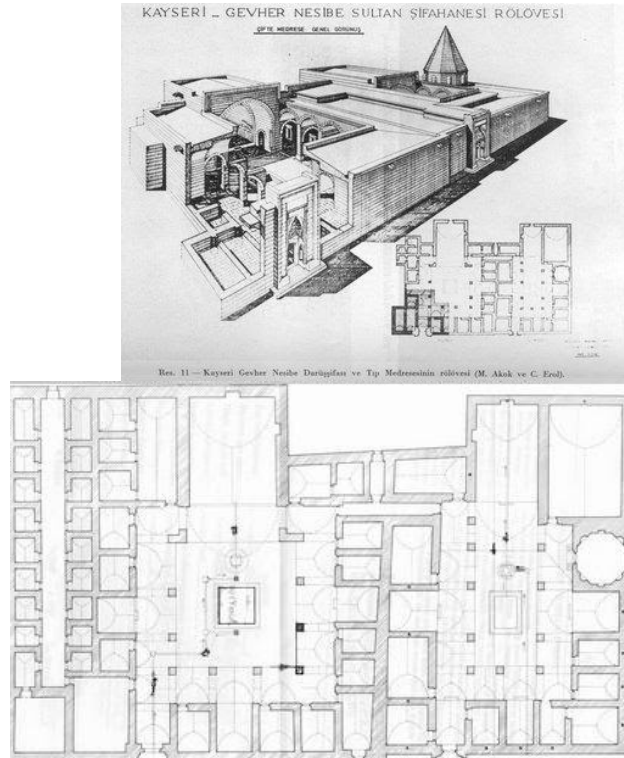 KAYSERİ _ GEVHER NESİBE SULTAN ŞİFAHANESİ RÖLÖVESİ
ÇİFTE MEDRESE GENEL GÖRÜNÜŞ
Res. 11 — Kayseri Gevher Nesibe Darüşşifası ve Tıp Medresesinin rölövesi (M. Akok ve C. Erol).